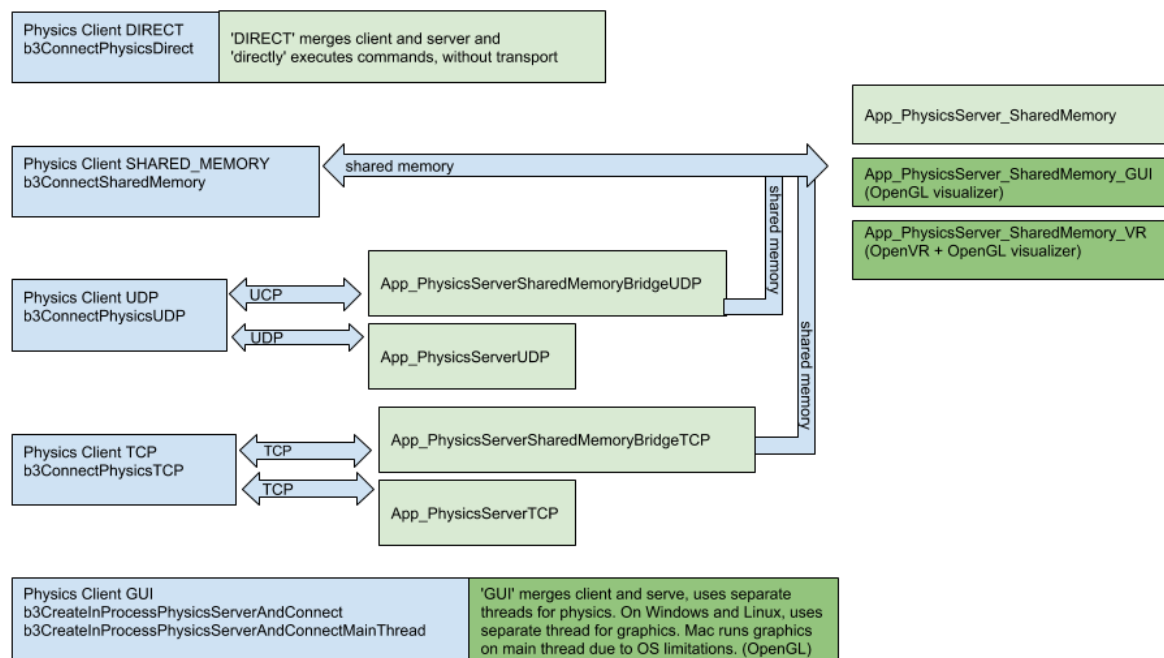 Physics Client DIRECT
b3ConnectPhysicsDirect
'DIRECT' merges client and server and
'directly' executes commands, without transport
App_PhysicsServer_SharedMemory
Physics Client SHARED_MEMORY
b3ConnectSharedMemory
shared memory
App_PhysicsServer_SharedMemory_GUI
(OpenGL visualizer)
App_PhysicsServer_SharedMemory_VR
(OpenVR + OpenGL visualizer)
shared memory
shared memory
Physics Client UDP
b3ConnectPhysicsUDP
UCP
App_PhysicsServerSharedMemoryBridgeUDP
UDP
App_PhysicsServerUDP
Physics Client TCP
b3ConnectPhysicsTCP
TCP
App_PhysicsServerSharedMemoryBridgeTCP
TCP
App_PhysicsServerTCP
Physics Client GUI
b3CreateInProcessPhysicsServerAndConnect
b3CreateInProcessPhysicsServerAndConnectMainThread
'GUI' merges client and serve, uses separate
threads for physics. On Windows and Linux, uses
separate thread for graphics. Mac runs graphics
on main thread due to OS limitations. (OpenGL)